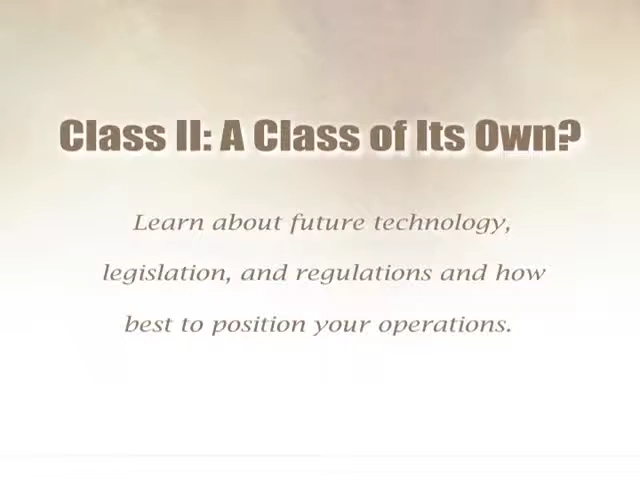 Class II: A Class of Its Own?
Learn about future technology,
legislation, and regulations and how
best to position your operations.